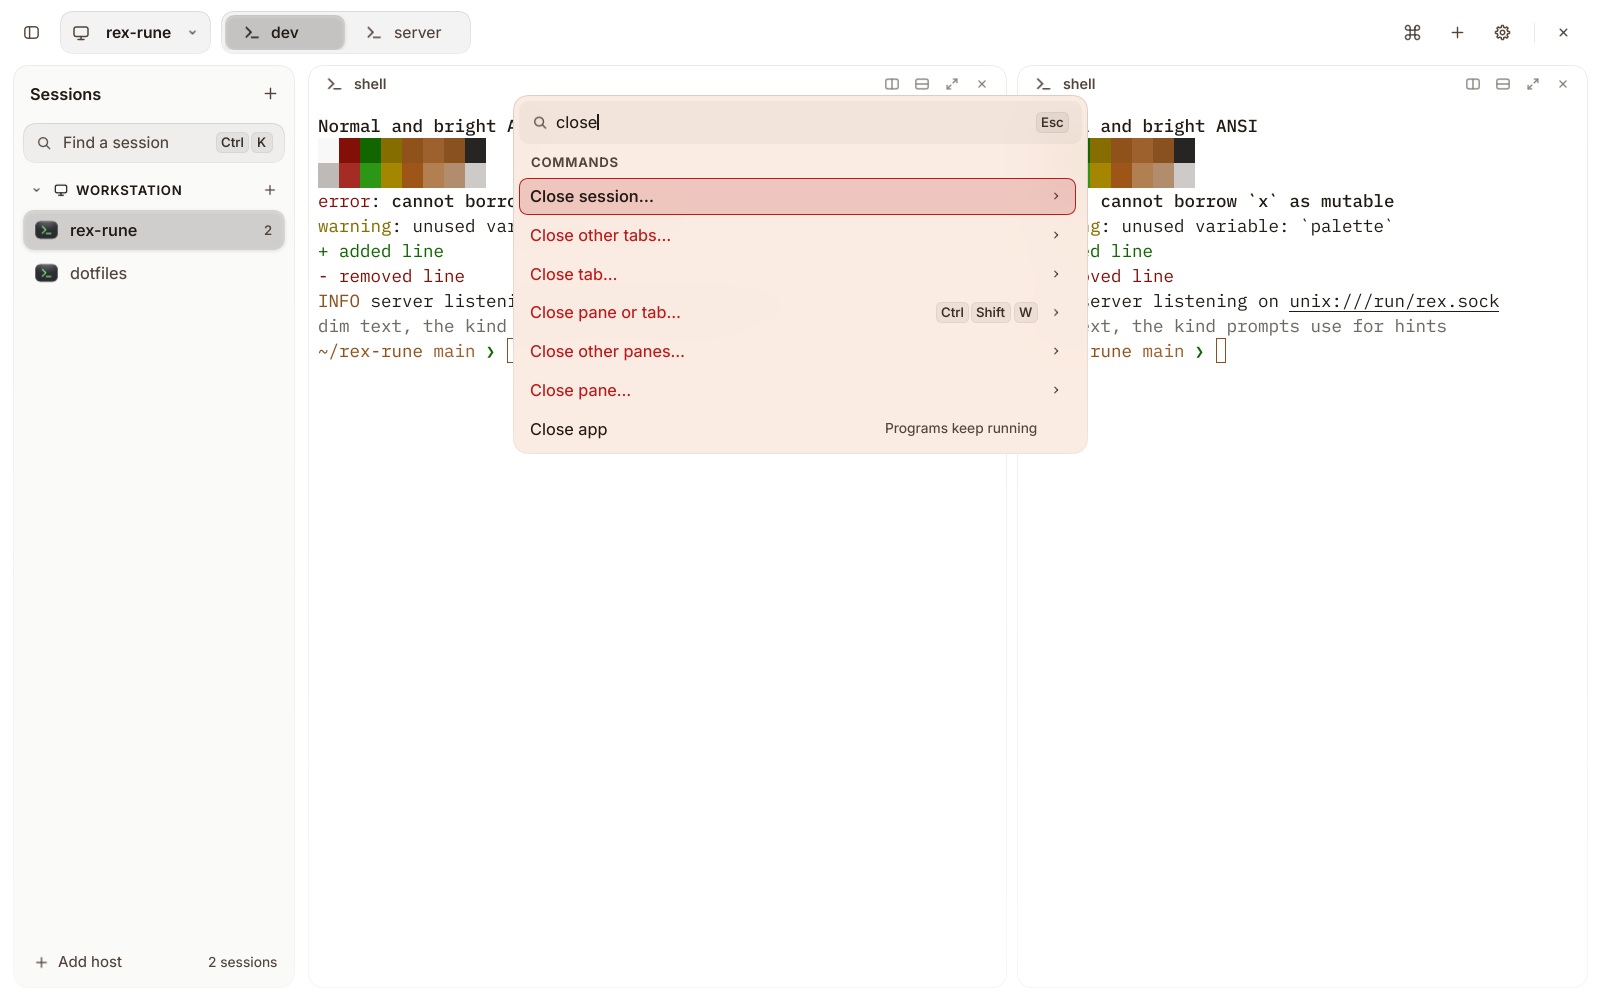 rex-rune
dev
server
Sessions
Find a session Ctrl K
WORKSTATION
rex-rune 2
dotfiles
Add host 2 sessions
shell
Normal and bright A
error: cannot borro
warning: unused var
+ added line
- removed line
INFO server listeni
dim text, the kind
~/rex-rune main ❯
close Esc
COMMANDS
Close session...
Close other tabs...
Close tab...
Close pane or tab... Ctrl Shift W
Close other panes...
Close pane...
Close app Programs keep running
shell
and bright ANSI
cannot borrow `x` as mutable
g: unused variable: `palette`
d line
oved line
server listening on unix:///run/rex.sock
ext, the kind prompts use for hints
rune main ❯